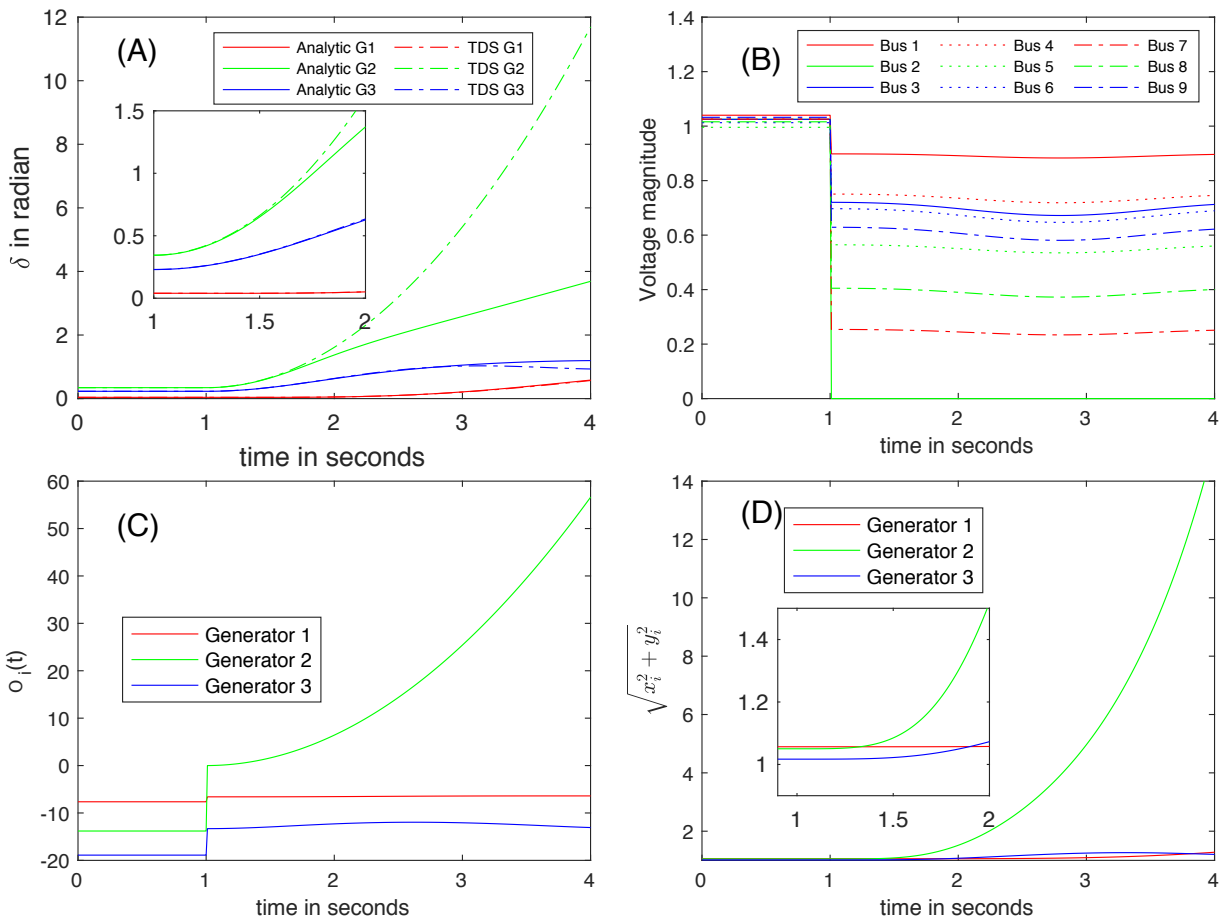 (A)
Analytic G1
Analytic G2
Analytic G3
TDS G1
TDS G2
TDS G3
12
10
8
6
4
2
0
δ in radian
1.5
1
0.5
0
1
1.5
2
0
1
2
3
4
time in seconds
(B)
Bus 1
Bus 2
Bus 3
Bus 4
Bus 5
Bus 6
Bus 7
Bus 8
Bus 9
1.4
1.2
1
0.8
0.6
0.4
0.2
0
Voltage magnitude
0
1
2
3
4
time in seconds
(C)
Generator 1
Generator 2
Generator 3
60
50
40
30
20
10
0
-10
-20
o_i(t)
0
1
2
3
4
time in seconds
(D)
Generator 1
Generator 2
Generator 3
14
12
10
8
6
4
2
√(x_i^2 + y_i^2)
1.4
1.2
1
1
1.5
2
0
1
2
3
4
time in seconds